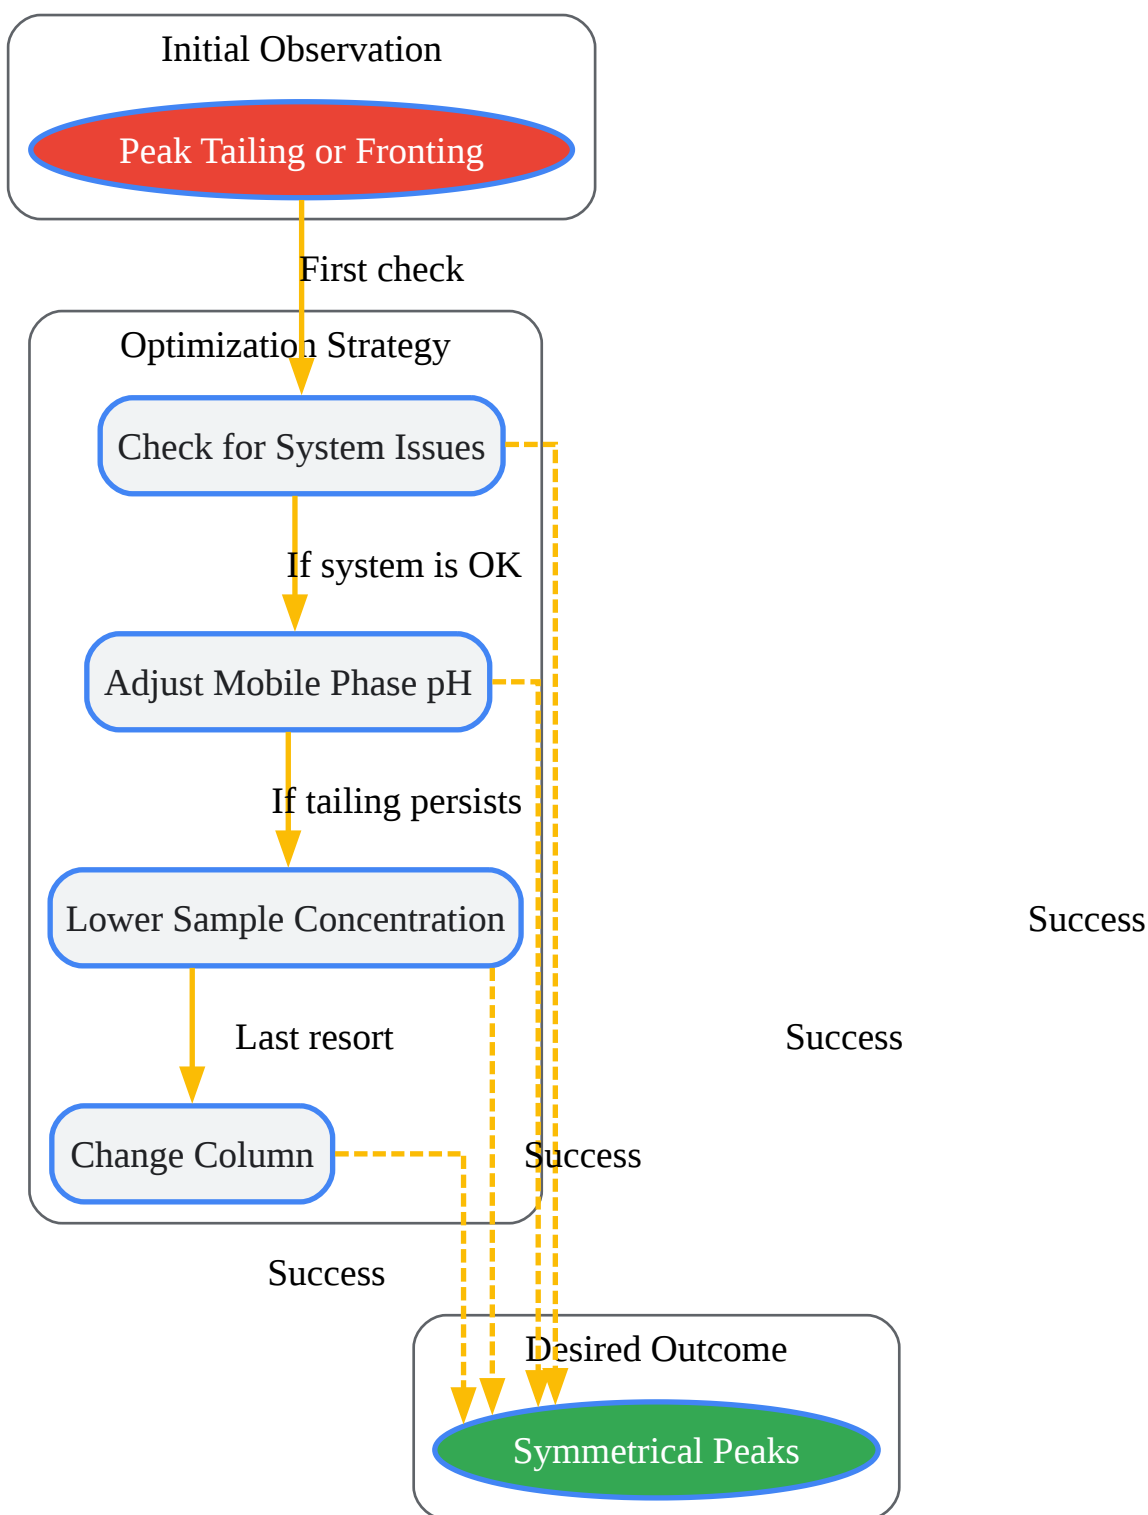 Initial Observation
Peak Tailing or Fronting
First check
Optimization Strategy
Check for System Issues
If system is OK
Adjust Mobile Phase pH
If tailing persists
Lower Sample Concentration
Success
Last resort
Success
Change Column
Success
Success
Desired Outcome
Symmetrical Peaks